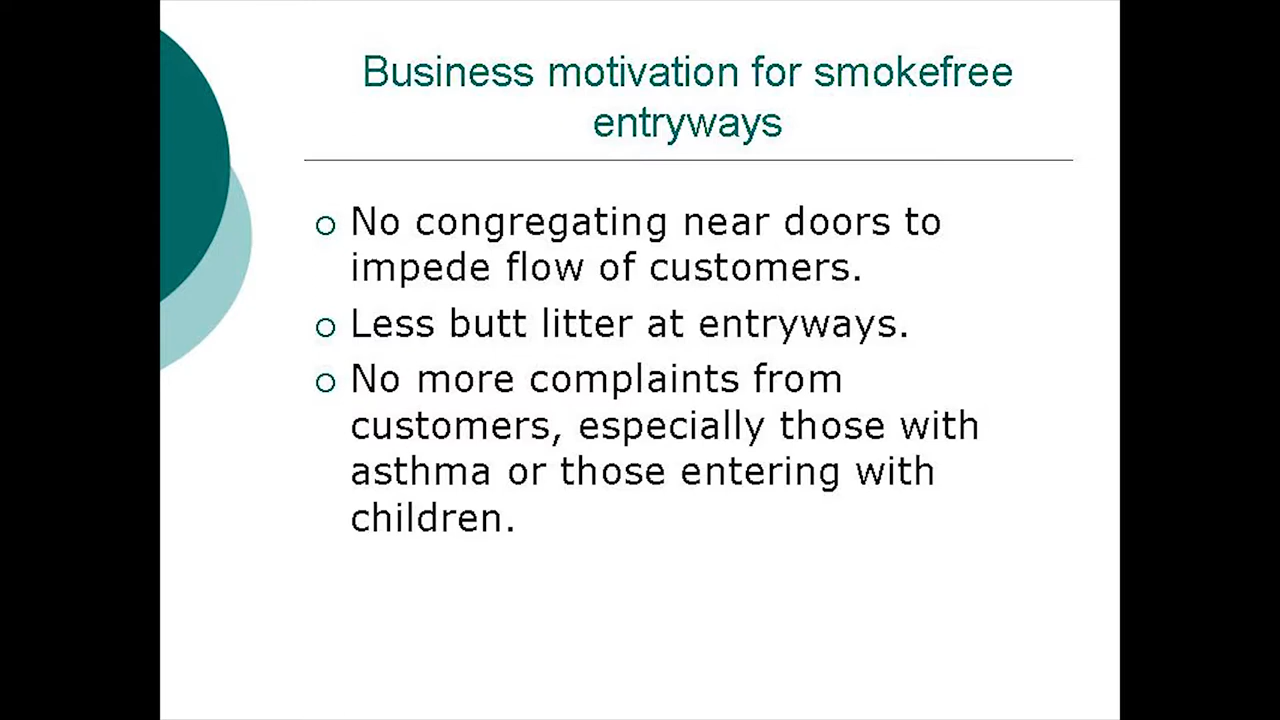 Business motivation for smokefree
entryways
No congregating near doors to
impede flow of customers.
Less butt litter at entryways.
No more complaints from
customers, especially those with
asthma or those entering with
children.